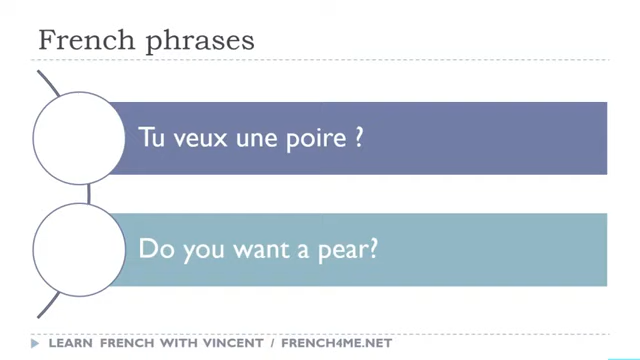 French phrases
Tu veux une poire ?
Do you want a pear?
LEARN FRENCH WITH VINCENT / FRENCH4ME.NET